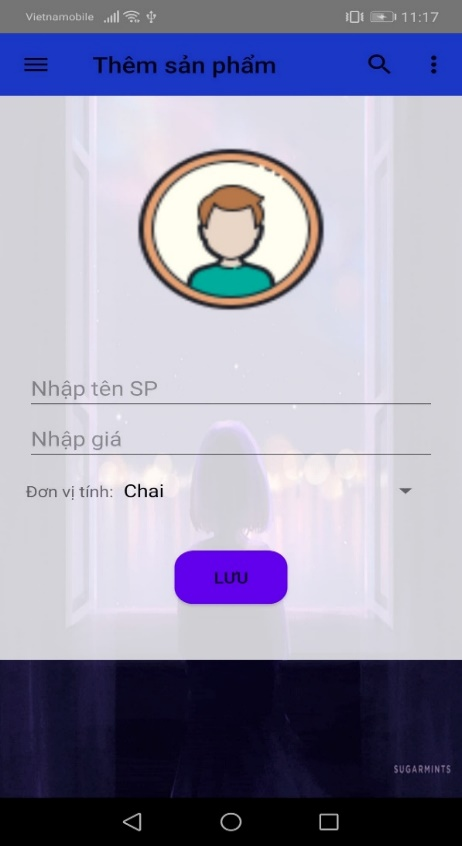 Vietnamobile 11:17
Thêm sản phẩm
Nhập tên SP
Nhập giá
Đơn vị tính: Chai
LƯU
SUGARMINTS